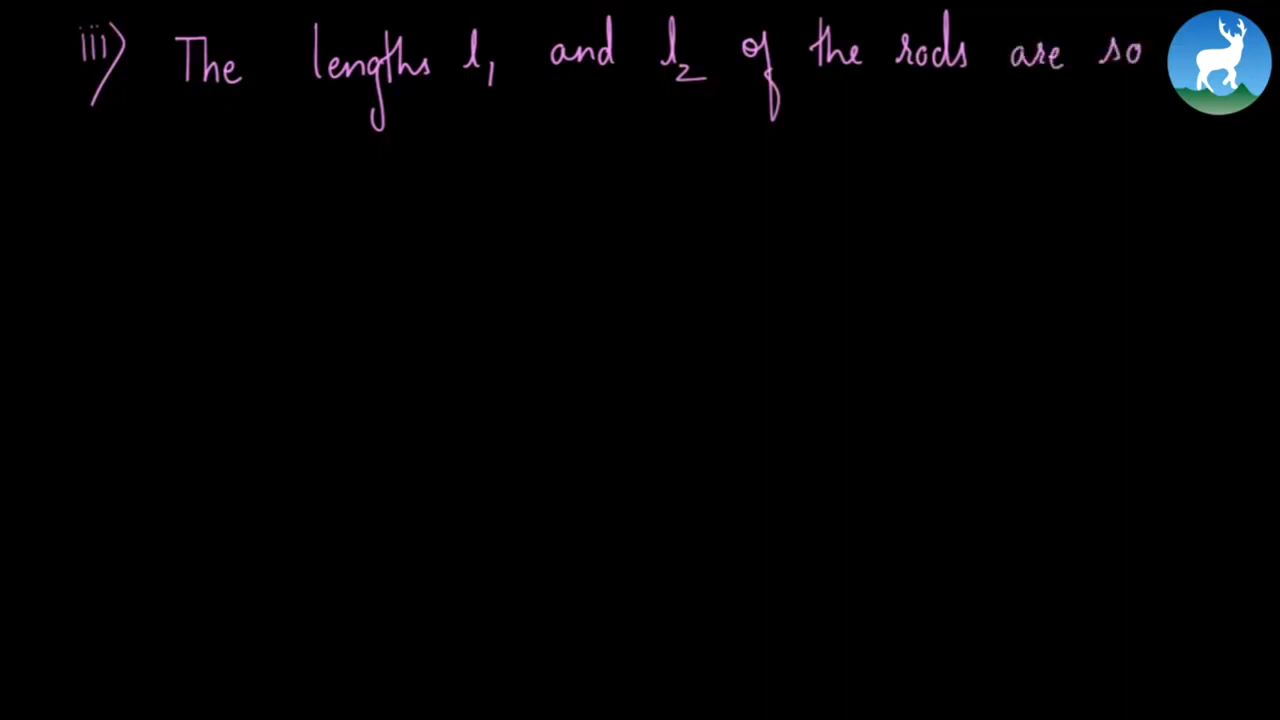 iii) The lengths l₁ and l₂ of the rods are so